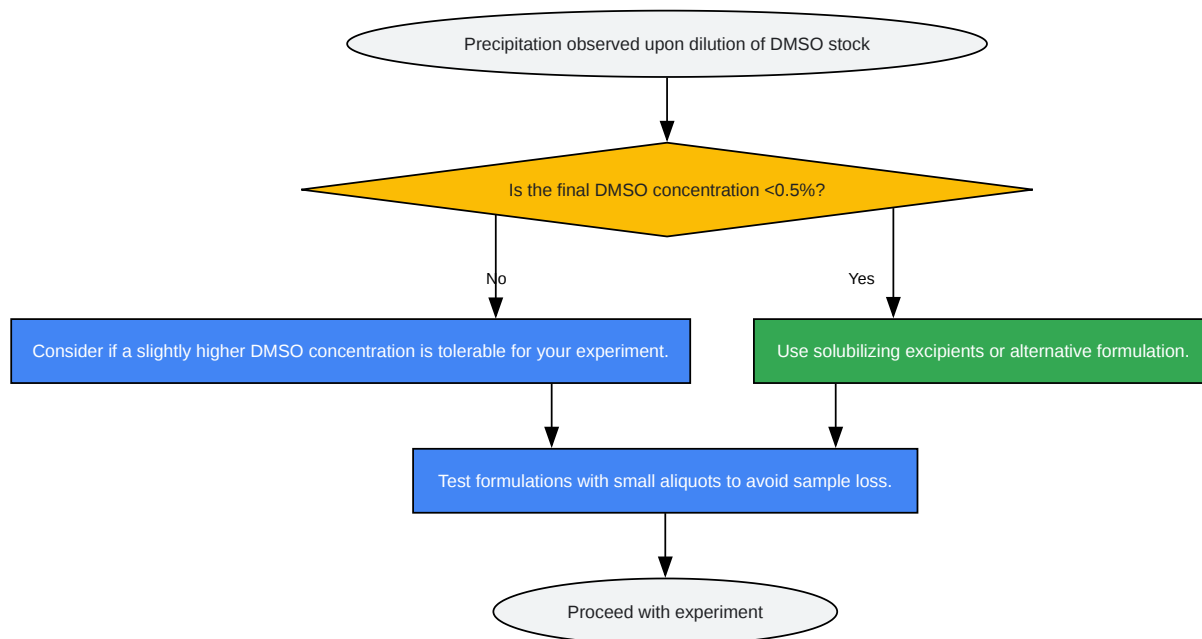 Precipitation observed upon dilution of DMSO stock
Is the final DMSO concentration <0.5%?
No
Yes
Consider if a slightly higher DMSO concentration is tolerable for your experiment.
Use solubilizing excipients or alternative formulation.
Test formulations with small aliquots to avoid sample loss.
Proceed with experiment